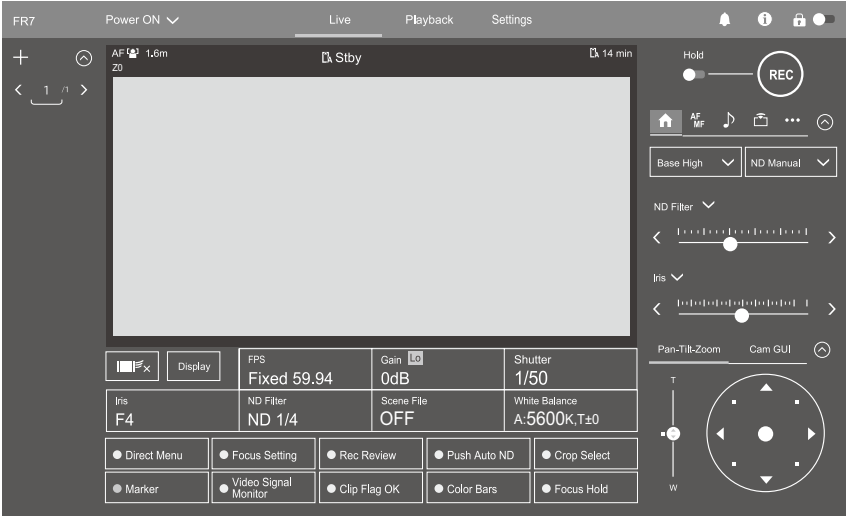 FR7
Power ON
Live
Playback
Settings
AF 1.6m
Stby
14 min
Z0
1 /1
Hold
REC
AF
MF
Base High
ND Manual
ND Filter
Iris
Pan-Tilt-Zoom
Cam GUI
T
W
Display
FPS
Fixed 59.94
Gain Lo
0dB
Shutter
1/50
Iris
F4
ND Filter
ND 1/4
Scene File
OFF
White Balance
A:5600K,T±0
Direct Menu
Focus Setting
Rec Review
Push Auto ND
Crop Select
Marker
Video Signal
Monitor
Clip Flag OK
Color Bars
Focus Hold